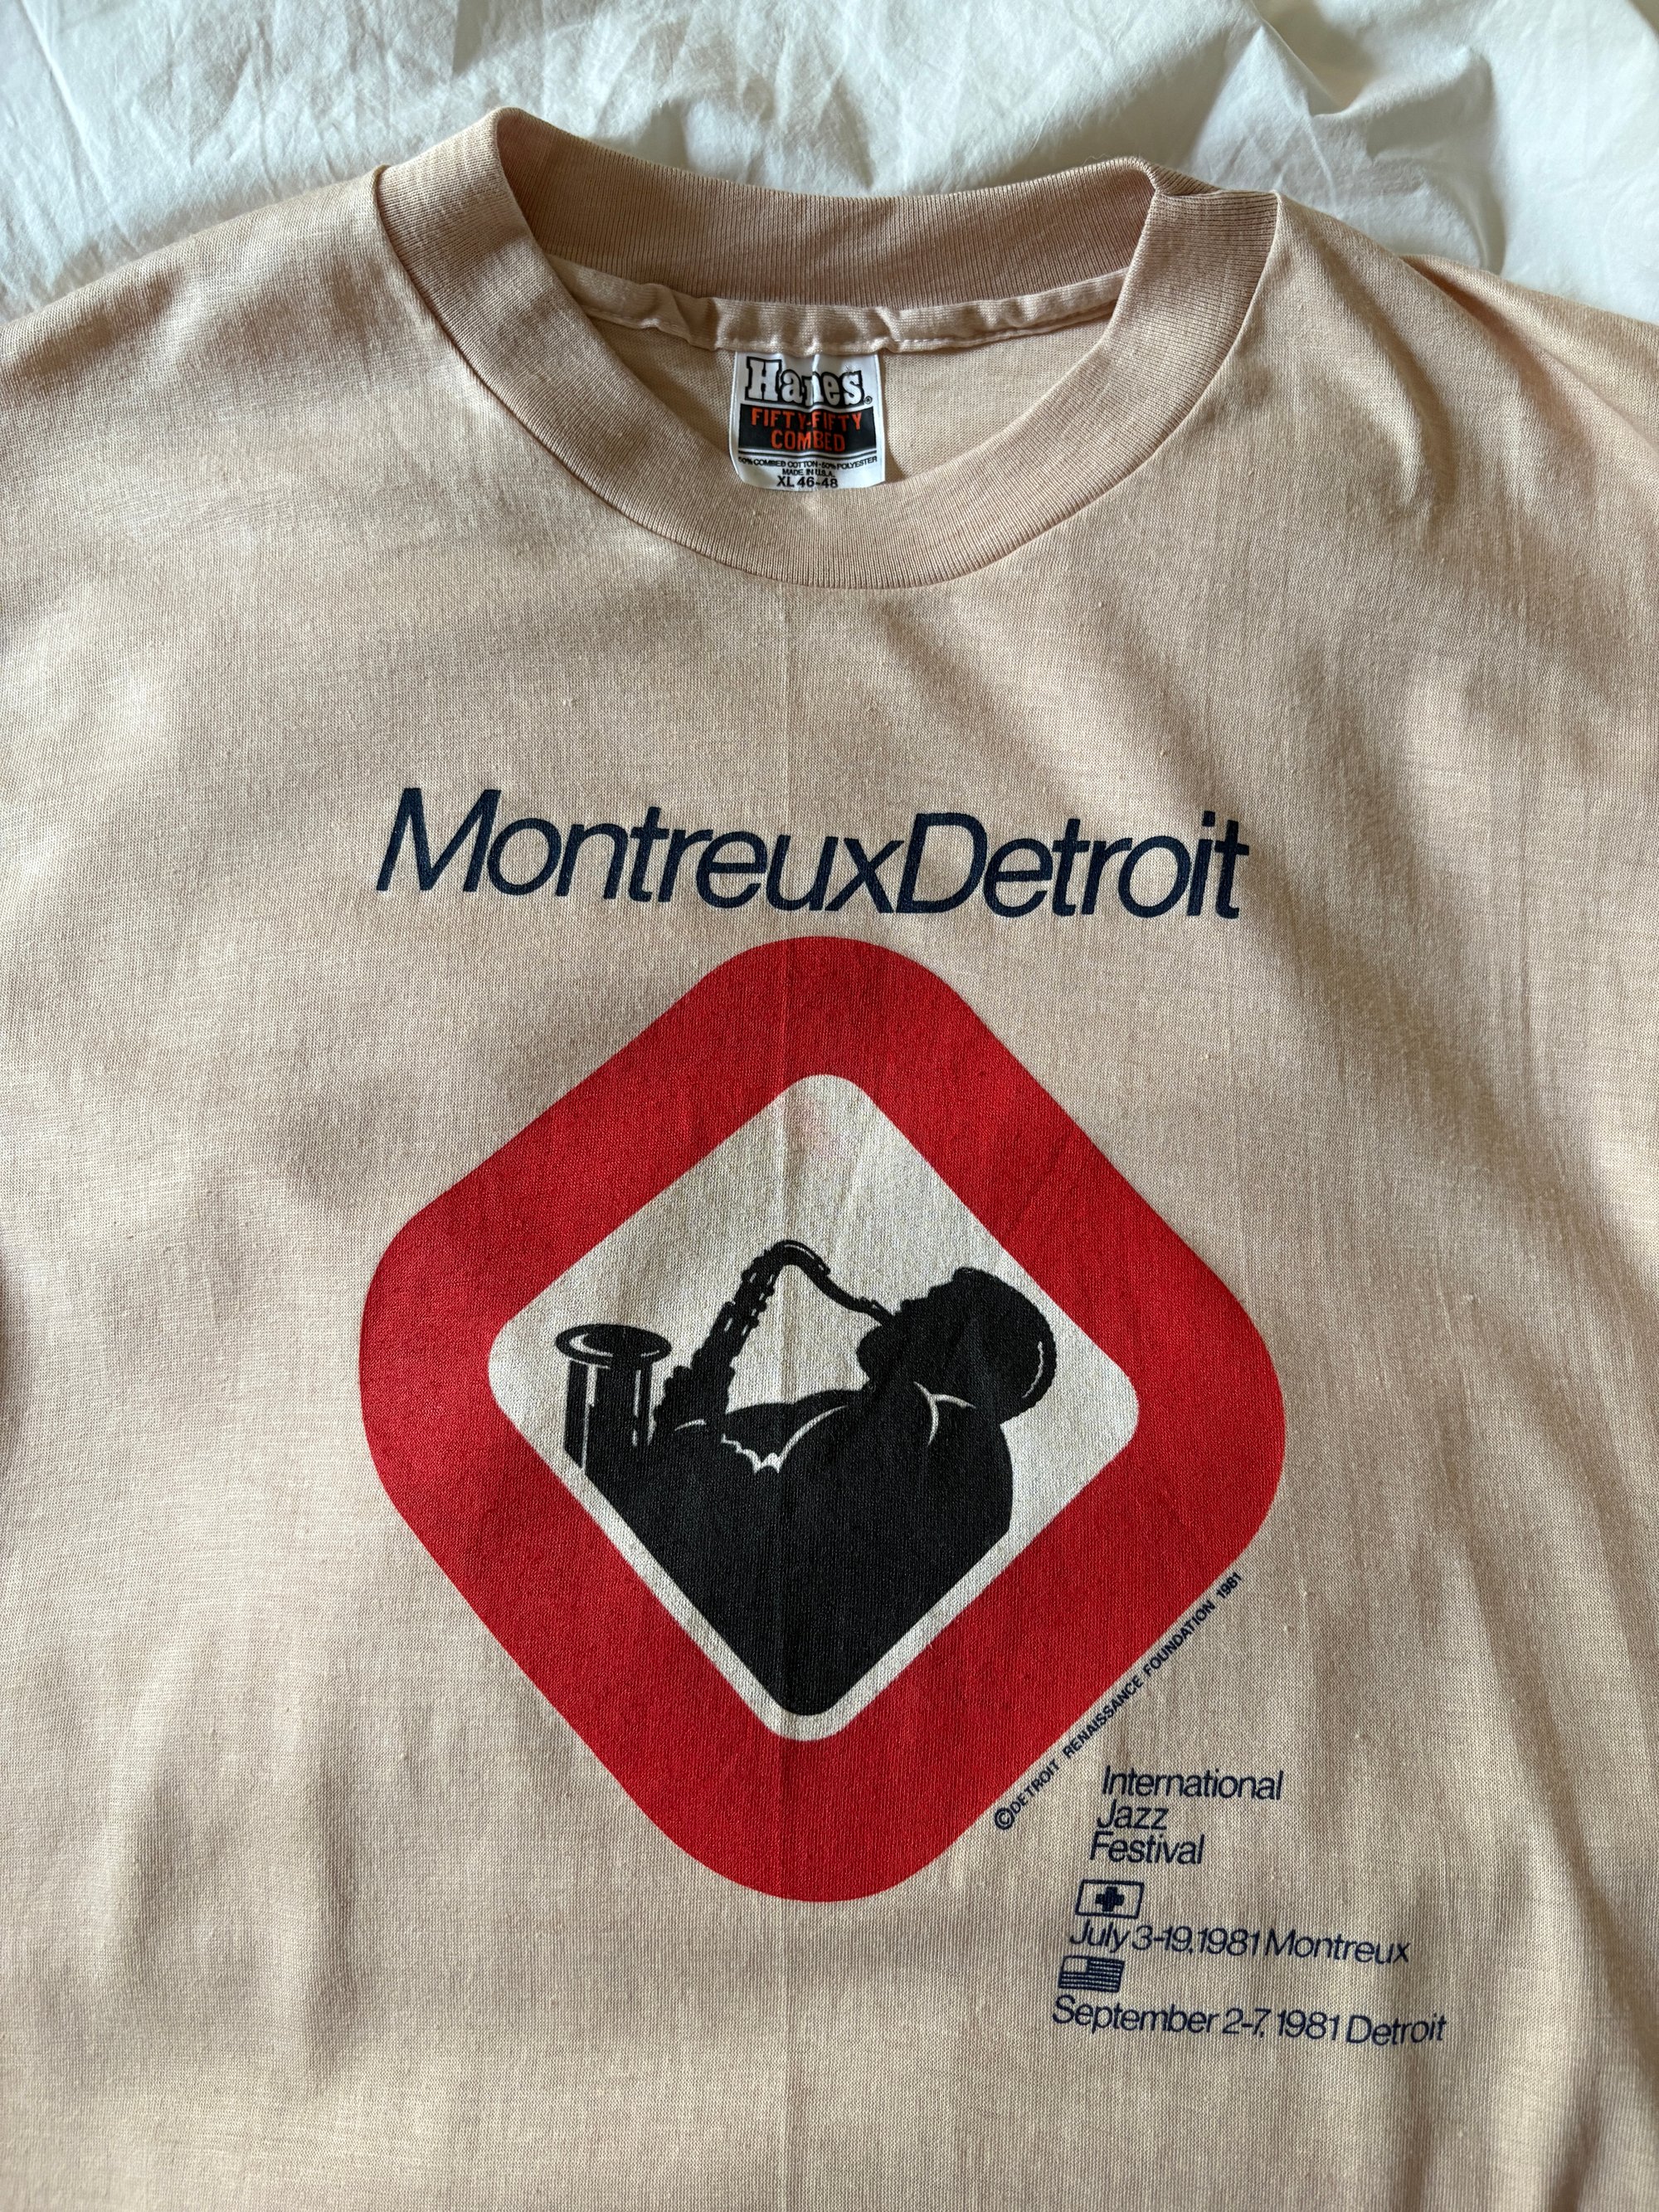 Hanes®
FIFTY-FIFTY
COMBED
50% COMBED COTTON-50% POLYESTER
MADE IN U.S.A.
XL 46-48
MontreuxDetroit
©DETROIT RENAISSANCE FOUNDATION 1981
International
Jazz
Festival
July 3-19, 1981 Montreux
September 2-7, 1981 Detroit